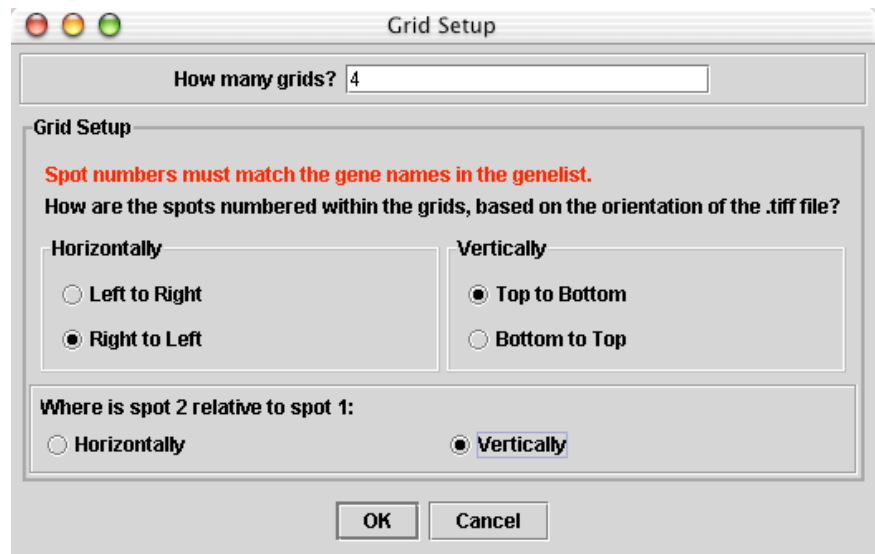 Grid Setup
How many grids? 4
Grid Setup
Spot numbers must match the gene names in the genelist.
How are the spots numbered within the grids, based on the orientation of the .tiff file?
Horizontally Vertically
Left to Right Top to Bottom
Right to Left Bottom to Top
Where is spot 2 relative to spot 1:
Horizontally Vertically
OK Cancel